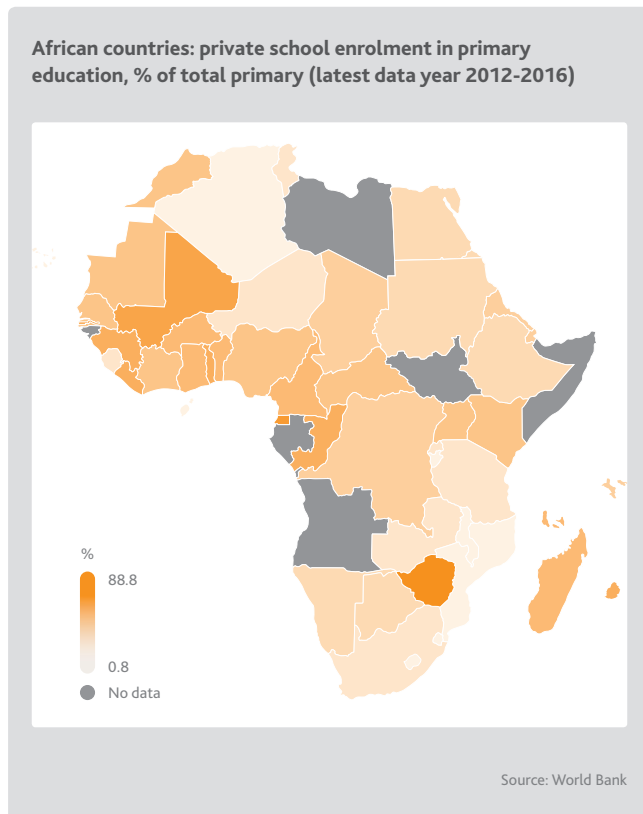 African countries: private school enrolment in primary
education, % of total primary (latest data year 2012-2016)
%
88.8
0.8
No data
Source: World Bank